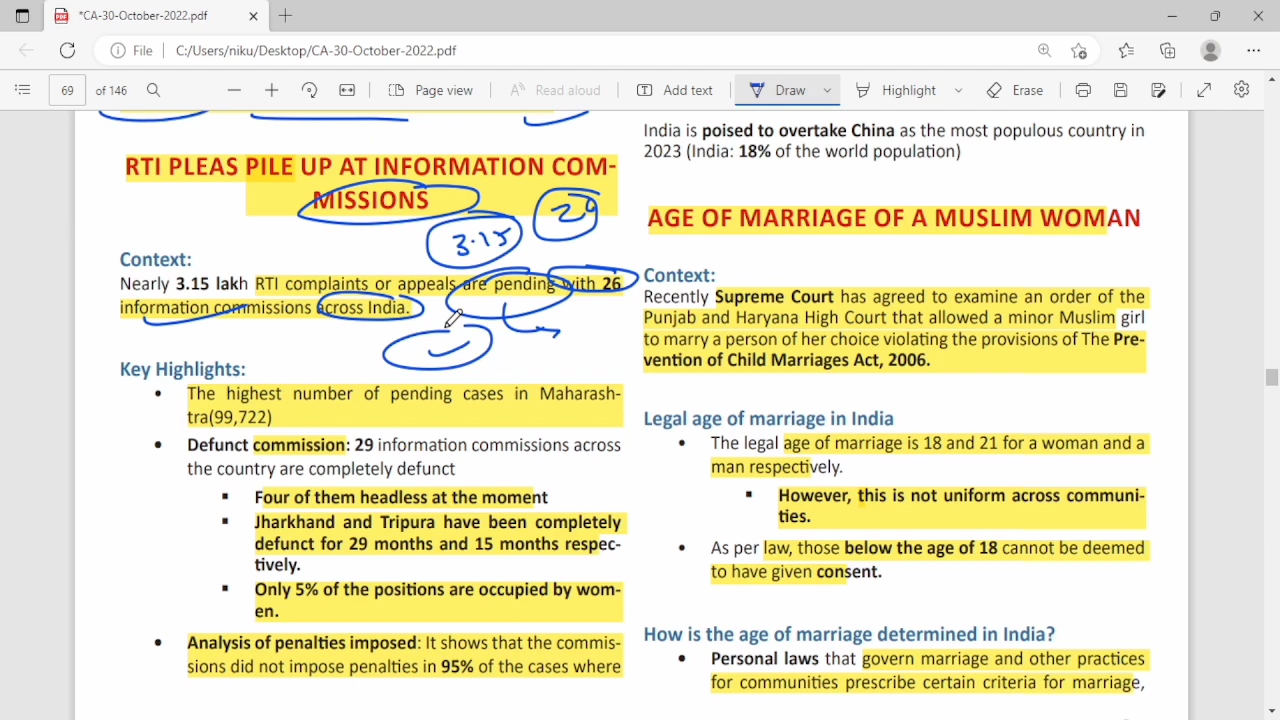 *CA-30-October-2022.pdf
File
C:/Users/niku/Desktop/CA-30-October-2022.pdf
69 of 146
Page view
Read aloud
Add text
Draw
Highlight
Erase
RTI PLEAS PILE UP AT INFORMATION COM-
MISSIONS
3.15
29
Context:
Nearly 3.15 lakh RTI complaints or appeals are pending with 26
information commissions across India.
Key Highlights:
• The highest number of pending cases in Maharash-
tra(99,722)
• Defunct commission: 29 information commissions across
the country are completely defunct
▪ Four of them headless at the moment
▪ Jharkhand and Tripura have been completely
defunct for 29 months and 15 months respec-
tively.
▪ Only 5% of the positions are occupied by wom-
en.
• Analysis of penalties imposed: It shows that the commis-
sions did not impose penalties in 95% of the cases where
India is poised to overtake China as the most populous country in
2023 (India: 18% of the world population)
AGE OF MARRIAGE OF A MUSLIM WOMAN
Context:
Recently Supreme Court has agreed to examine an order of the
Punjab and Haryana High Court that allowed a minor Muslim girl
to marry a person of her choice violating the provisions of The Pre-
vention of Child Marriages Act, 2006.
Legal age of marriage in India
• The legal age of marriage is 18 and 21 for a woman and a
man respectively.
▪ However, this is not uniform across communi-
ties.
• As per law, those below the age of 18 cannot be deemed
to have given consent.
How is the age of marriage determined in India?
• Personal laws that govern marriage and other practices
for communities prescribe certain criteria for marriage,